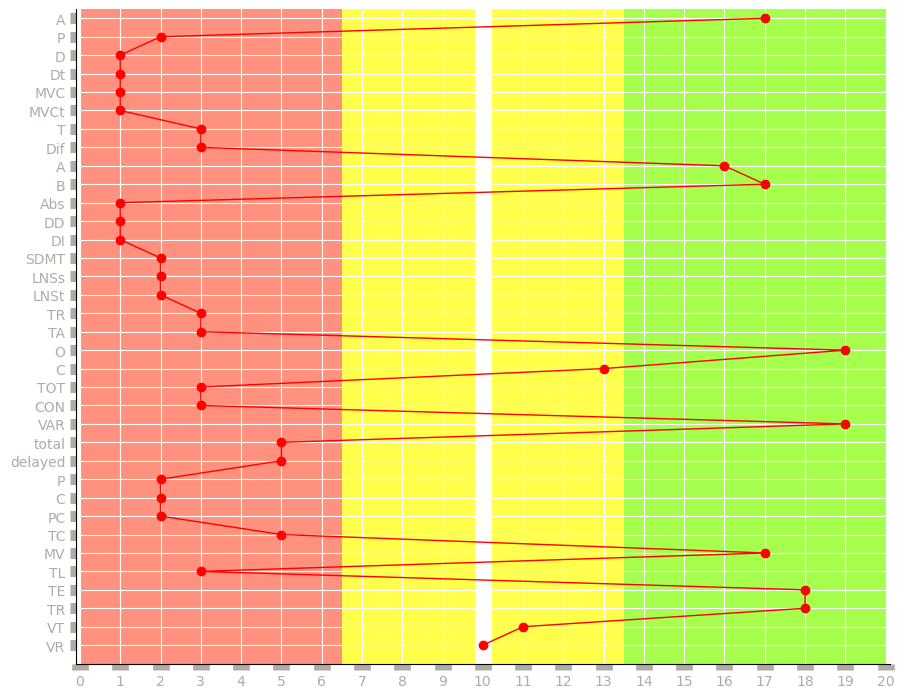 A
P
D
Dt
MVC
MVCt
T
Dif
A
B
Abs
DD
DI
SDMT
LNSs
LNSt
TR
TA
O
C
TOT
CON
VAR
total
delayed
P
C
PC
TC
MV
TL
TE
TR
VT
VR
0 1 2 3 4 5 6 7 8 9 10 11 12 13 14 15 16 17 18 19 20